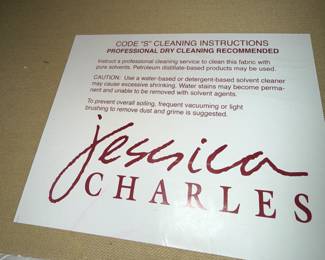 CODE "S" CLEANING INSTRUCTIONS
PROFESSIONAL DRY CLEANING RECOMMENDED
Instruct a professional cleaning service to clean this fabric with
pure solvents. Petroleum distillate-based products may be used.
CAUTION: Use a water-based or detergent-based solvent cleaner
may cause excessive shrinking. Water stains may become perma-
nent and unable to be removed with solvent agents.
To prevent overall soiling, frequent vacuuming or light
brushing to remove dust and grime is suggested.
jessica
CHARLES